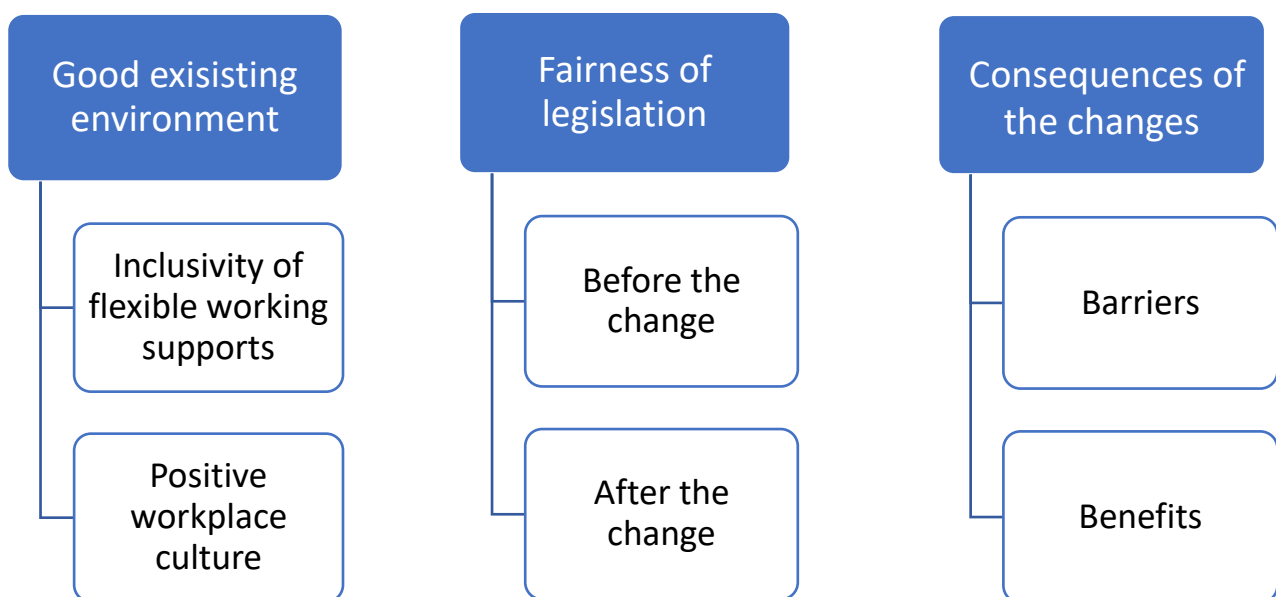 Good exisisting
environment
Inclusivity of
flexible working
supports
Positive
workplace
culture
Fairness of
legislation
Before the
change
After the
change
Consequences of
the changes
Barriers
Benefits